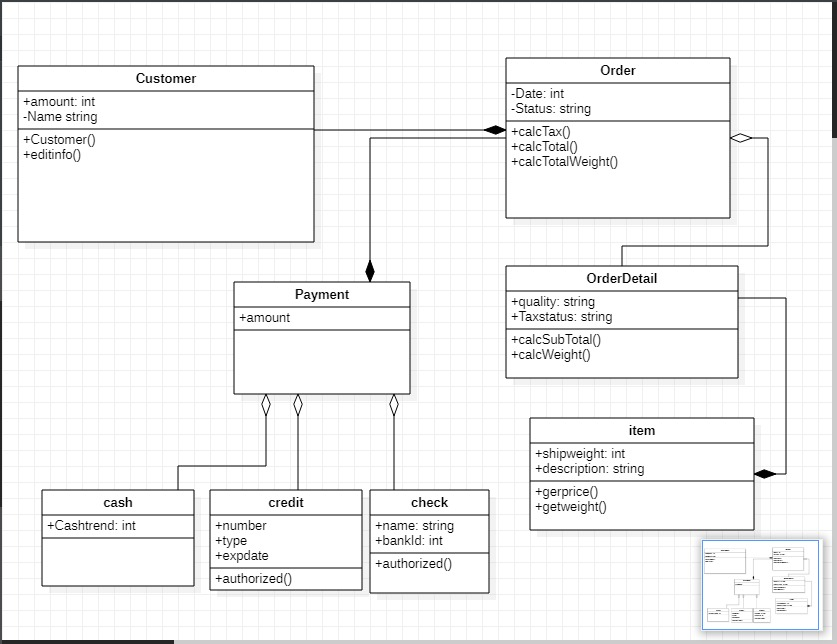 Customer
+amount: int
-Name string
+Customer()
+editinfo()
Order
-Date: int
-Status: string
+calcTax()
+calcTotal()
+calcTotalWeight()
Payment
+amount
OrderDetail
+quality: string
+Taxstatus: string
+calcSubTotal()
+calcWeight()
item
+shipweight: int
+description: string
+gerprice()
+getweight()
cash
+Cashtrend: int
credit
+number
+type
+expdate
+authorized()
check
+name: string
+bankId: int
+authorized()